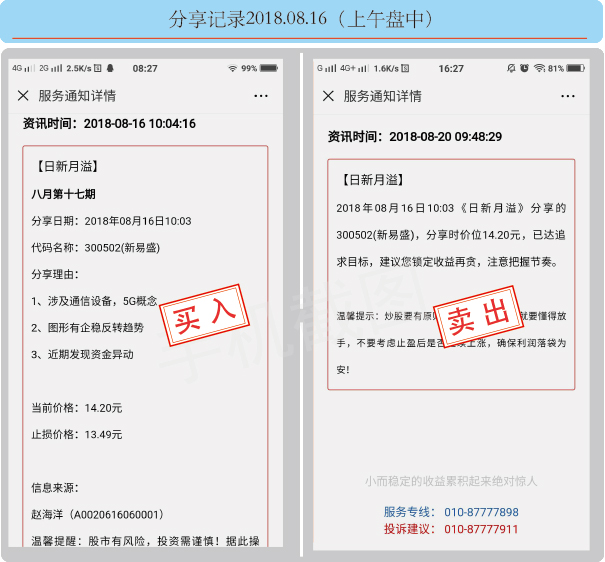 分享记录2018.08.16（上午盘中）
4G 2G 2.5K/s 08:27 99%
服务通知详情
资讯时间：2018-08-16 10:04:16
【日新月溢】
八月第十七期
分享日期：2018年08月16日10:03
代码名称：300502(新易盛)
分享理由：
1、涉及通信设备，5G概念
2、图形有企稳反转趋势
3、近期发现资金异动
买入
当前价格：14.20元
止损价格：13.49元
信息来源：
赵海洋（A0020616060001）
温馨提醒：股市有风险，投资需谨慎！据此操
G 4G+ 1.6K/s 16:27 81%
服务通知详情
资讯时间：2018-08-20 09:48:29
【日新月溢】
2018年08月16日10:03《日新月溢》分享的
300502(新易盛)，分享时价位14.20元，已达追
求目标，建议您锁定收益再贪，注意把握节奏。
温馨提示：炒股要有原 就要懂得放
手，不要考虑止盈后是否 上涨，确保利润落袋为
安！
卖出
手机截图
小而稳定的收益累积起来绝对惊人
服务专线： 010-87777898
投诉建议： 010-87777911